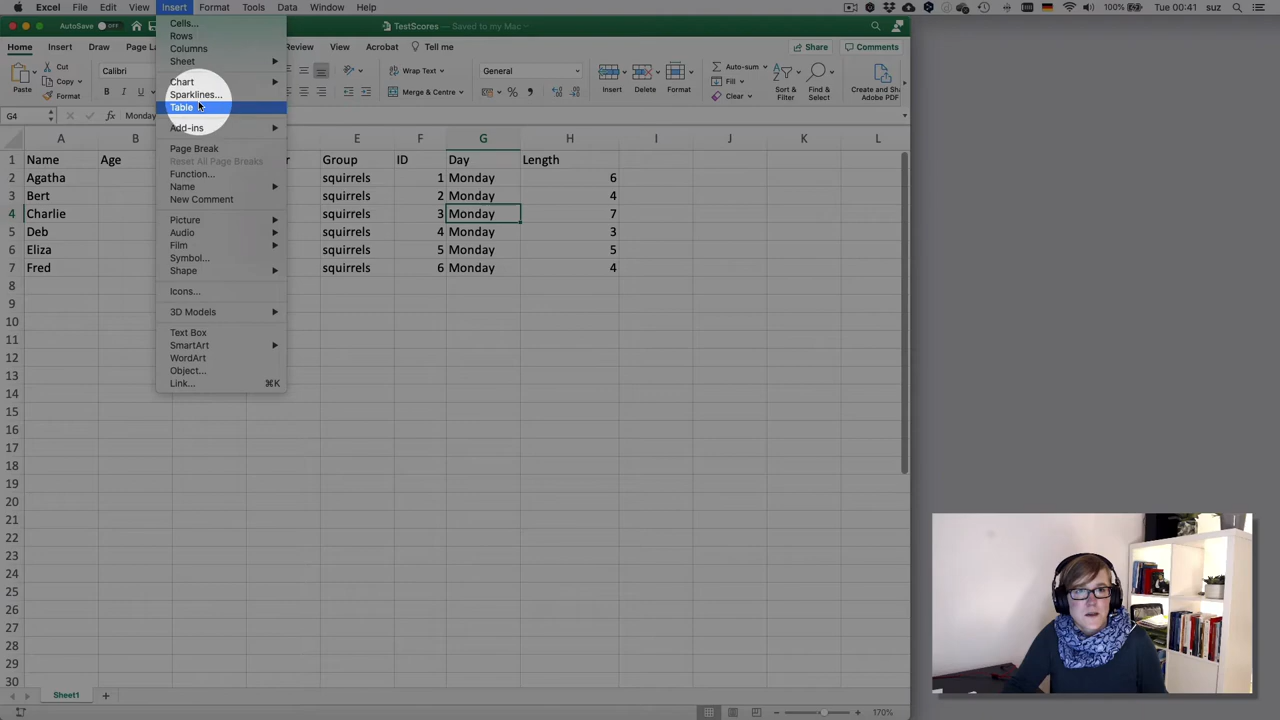 Excel File Edit View Insert Format Tools Data Window Help 100% Tue 00:41 suz
AutoSave OFF TestScores — Saved to my Mac
Home Insert Draw Page La Review View Acrobat Tell me Share Comments
Paste Cut Copy Format Calibri B I U Wrap Text Merge & Centre General % Insert Delete Format Auto-sum Fill Clear Sort & Filter Find & Select Create and Share Adobe PDF
G4 fx Monday
Cells...
Rows
Columns
Sheet
Chart
Sparklines...
Table
Add-ins
Page Break
Reset All Page Breaks
Function...
Name
New Comment
Picture
Audio
Film
Symbol...
Shape
Icons...
3D Models
Text Box
SmartArt
WordArt
Object...
Link... ⌘K
A B E F G H I J K L
1 Name Age Group ID Day Length
2 Agatha squirrels 1 Monday 6
3 Bert squirrels 2 Monday 4
4 Charlie squirrels 3 Monday 7
5 Deb squirrels 4 Monday 3
6 Eliza squirrels 5 Monday 5
7 Fred squirrels 6 Monday 4
8
9
10
11
12
13
14
15
16
17
18
19
20
21
22
23
24
25
26
27
28
29
30
Sheet1
170%